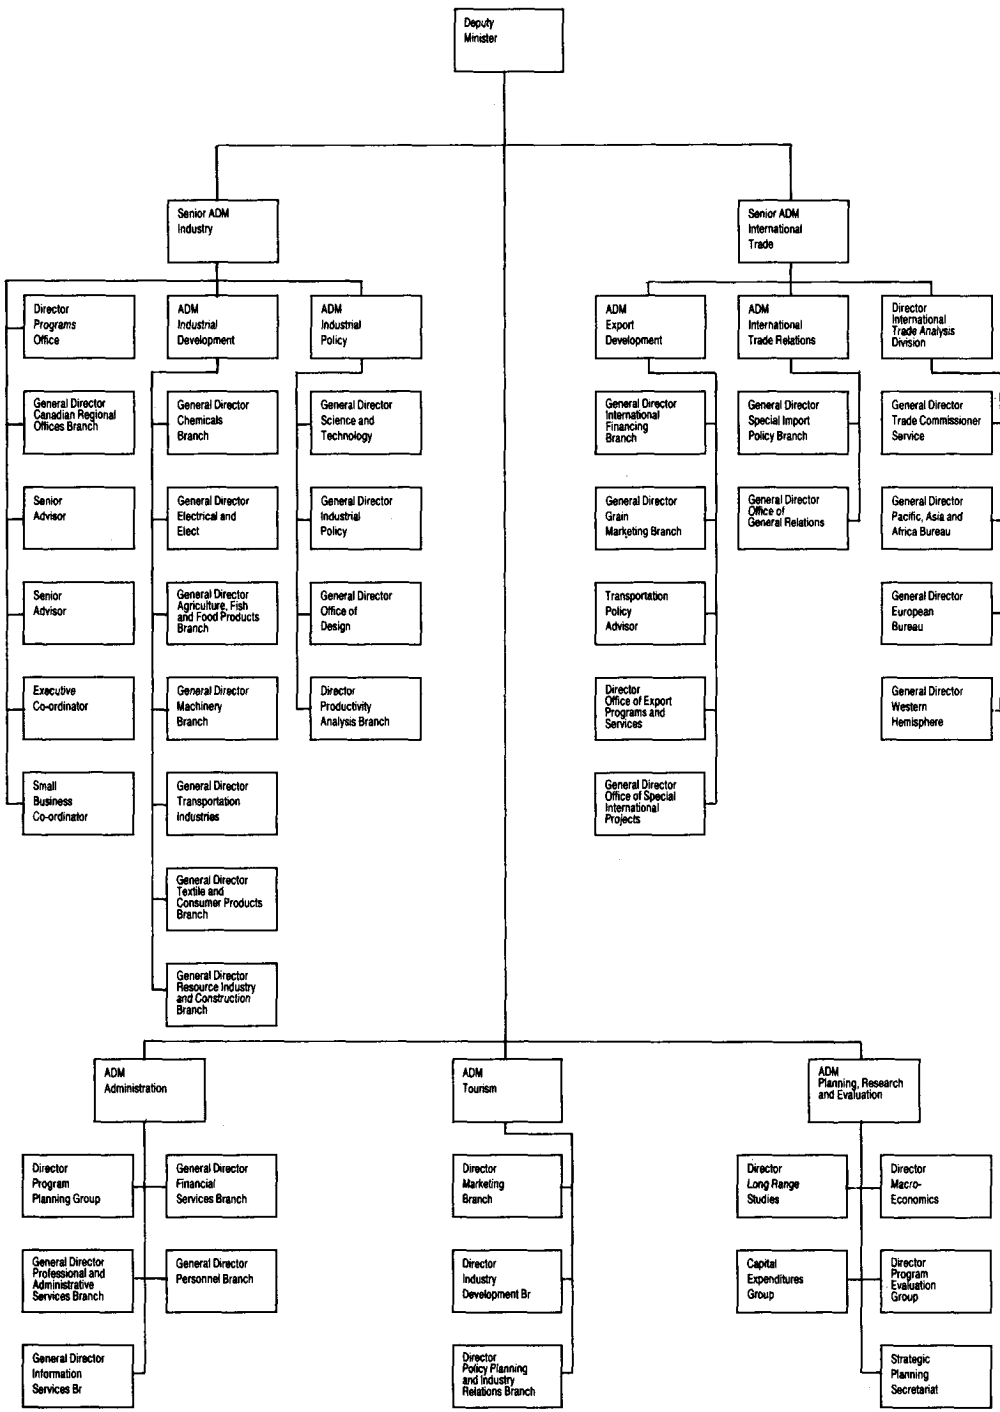 Deputy
Minister
Senior ADM
Industry
Senior ADM
International
Trade
Director
Programs
Office
ADM
Industrial
Development
ADM
Industrial
Policy
ADM
Export
Development
ADM
International
Trade Relations
Director
International
Trade Analysis
Division
General Director
Canadian Regional
Offices Branch
General Director
Chemicals
Branch
General Director
Science and
Technology
General Director
International
Financing
Branch
General Director
Special Import
Policy Branch
General Director
Trade Commissioner
Service
Senior
Advisor
General Director
Electrical and
Elect
General Director
Industrial
Policy
General Director
Grain
Marketing Branch
General Director
Office of
General Relations
General Director
Pacific, Asia and
Africa Bureau
Senior
Advisor
General Director
Agriculture, Fish
and Food Products
Branch
General Director
Office of
Design
Transportation
Policy
Advisor
General Director
European
Bureau
Executive
Co-ordinator
General Director
Machinery
Branch
Director
Productivity
Analysis Branch
Director
Office of Export
Programs and
Services
General Director
Western
Hemisphere
Small
Business
Co-ordinator
General Director
Transportation
Industries
General Director
Office of Special
International
Projects
General Director
Textile and
Consumer Products
Branch
General Director
Resource Industry
and Construction
Branch
ADM
Administration
ADM
Tourism
ADM
Planning, Research
and Evaluation
Director
Program
Planning Group
General Director
Financial
Services Branch
Director
Marketing
Branch
Director
Long Range
Studies
Director
Macro-
Economics
General Director
Professional and
Administrative
Services Branch
General Director
Personnel Branch
Director
Industry
Development Br
Capital
Expenditures
Group
Director
Program
Evaluation
Group
General Director
Information
Services Br
Director
Policy Planning
and Industry
Relations Branch
Strategic
Planning
Secretariat